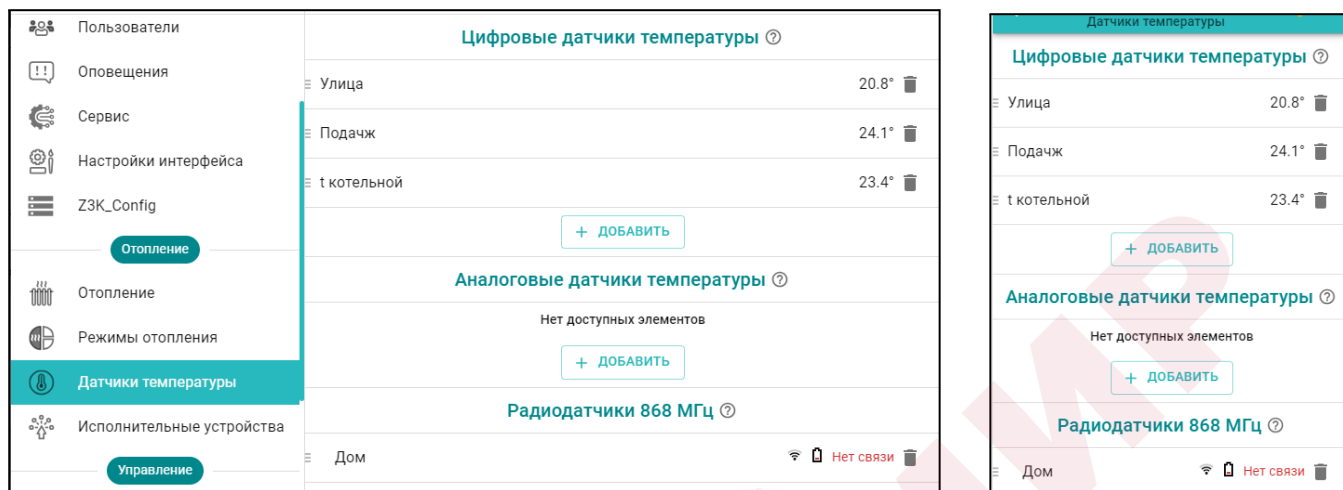 Пользователи
Оповещения
Сервис
Настройки интерфейса
Z3K_Config
Отопление
Отопление
Режимы отопления
Датчики температуры
Исполнительные устройства
Управление
Цифровые датчики температуры
Улица 20.8°
Подачж 24.1°
t котельной 23.4°
+ ДОБАВИТЬ
Аналоговые датчики температуры
Нет доступных элементов
+ ДОБАВИТЬ
Радиодатчики 868 МГц
Дом Нет связи
Датчики температуры
Цифровые датчики температуры
Улица 20.8°
Подачж 24.1°
t котельной 23.4°
+ ДОБАВИТЬ
Аналоговые датчики температуры
Нет доступных элементов
+ ДОБАВИТЬ
Радиодатчики 868 МГц
Дом Нет связи